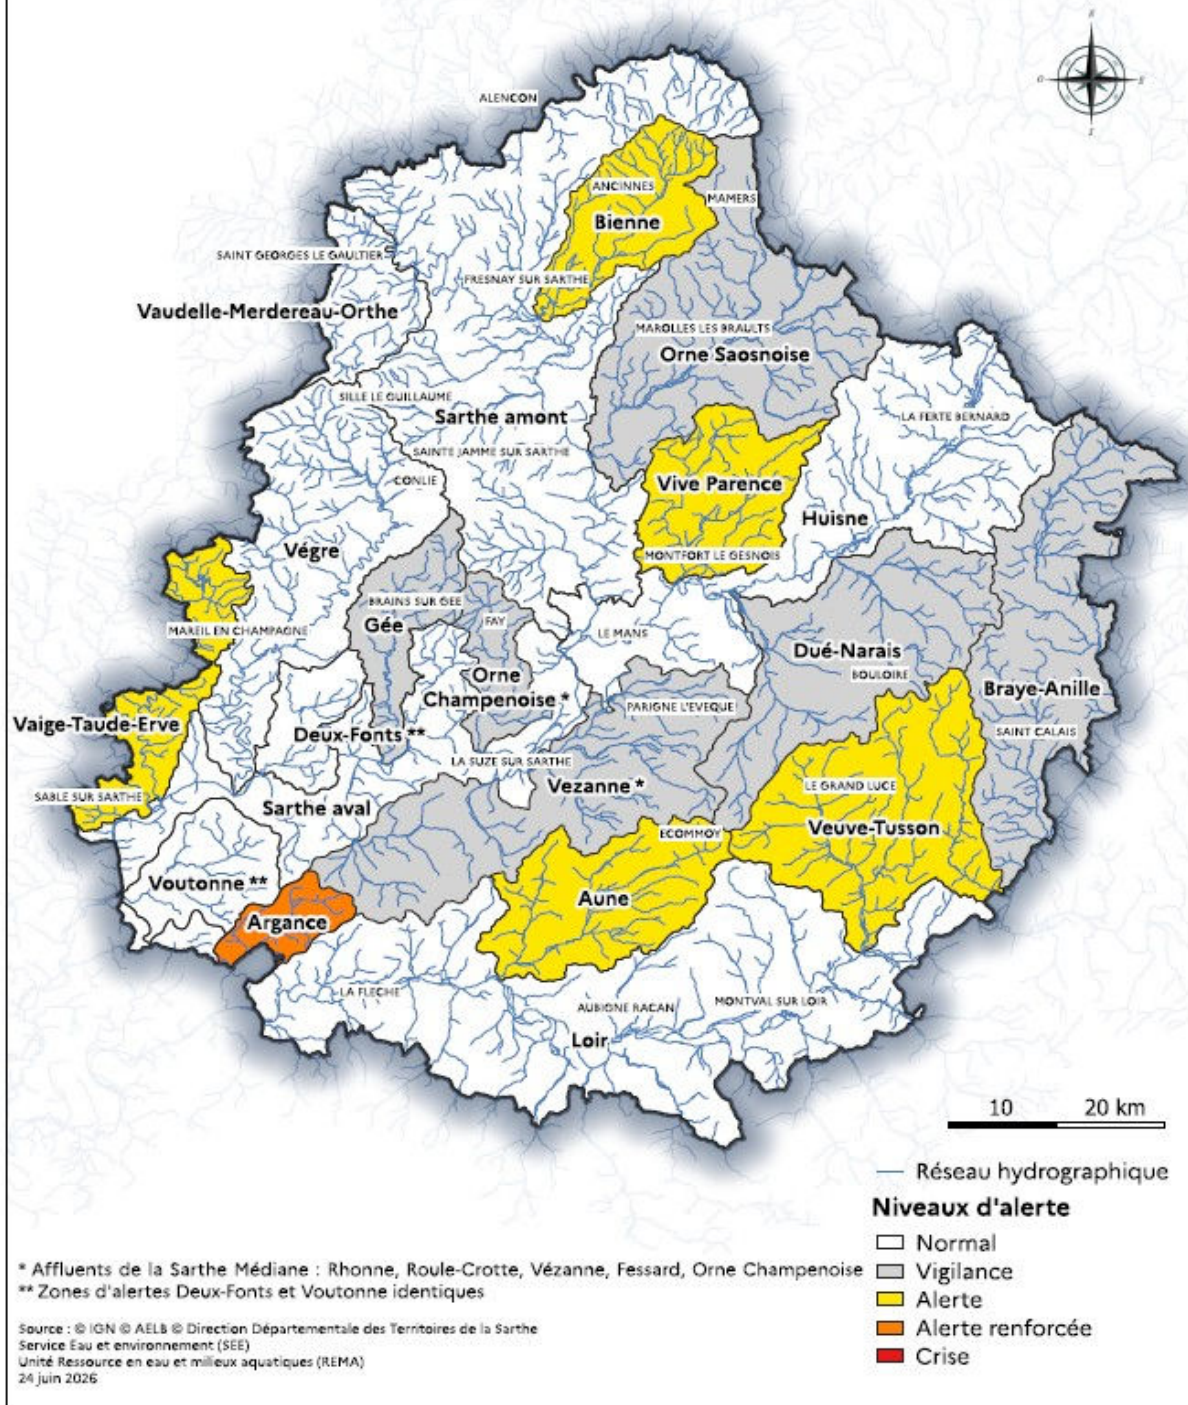 N
O
E
S
ALENCON
ANCINNES
MAMERS
Bienne
SAINT GEORGES LE GAULTIER
FRESNAY SUR SARTHE
Vaudelle-Merdereau-Orthe
MAROLLES LES BRAULTS
Orne Saosnoise
SILLE LE GUILLAUME
Sarthe amont
LA FERTE BERNARD
SAINTE JAMME SUR SARTHE
CONLIE
Vive Parence
Huisne
Végre
MONTFORT LE GESNOIS
BRAINS SUR GEE
Gée
FAY
MAREIL EN CHAMPAGNE
LE MANS
Dué-Narais
BOULOIRE
Orne
Champenoise *
Braye-Anille
PARIGNE L'EVEQUE
Vaige-Taude-Erve
Deux-Fonts **
SAINT CALAIS
LA SUZE SUR SARTHE
Vezanne *
LE GRAND LUCE
SABLE SUR SARTHE
Sarthe aval
ECOMMOY
Veuve-Tusson
Voutonne **
Aune
Argance
LA FLECHE
AUBIGNE RACAN
MONTVAL SUR LOIR
Loir
10 20 km
Réseau hydrographique
Niveaux d'alerte
Normal
Vigilance
Alerte
Alerte renforcée
Crise
* Affluents de la Sarthe Médiane : Rhonne, Roule-Crotte, Vézanne, Fessard, Orne Champenoise
** Zones d'alertes Deux-Fonts et Voutonne identiques
Source : © IGN © AELB © Direction Départementale des Territoires de la Sarthe
Service Eau et environnement (SEE)
Unité Ressource en eau et milieux aquatiques (REMA)
24 juin 2026